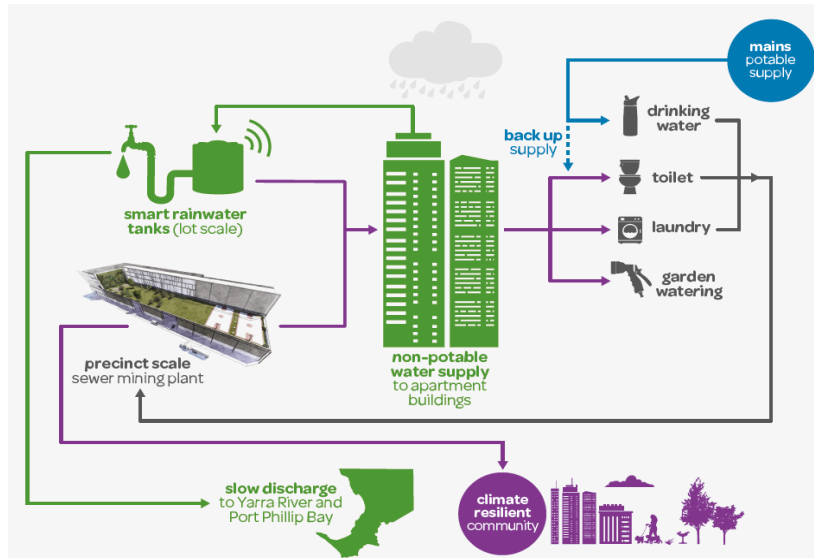 mains
potable
supply
back up
supply
drinking
water
toilet
laundry
garden
watering
smart rainwater
tanks (lot scale)
precinct scale
sewer mining plant
non-potable
water supply
to apartment
buildings
slow discharge
to Yarra River and
Port Phillip Bay
climate
resilient
community